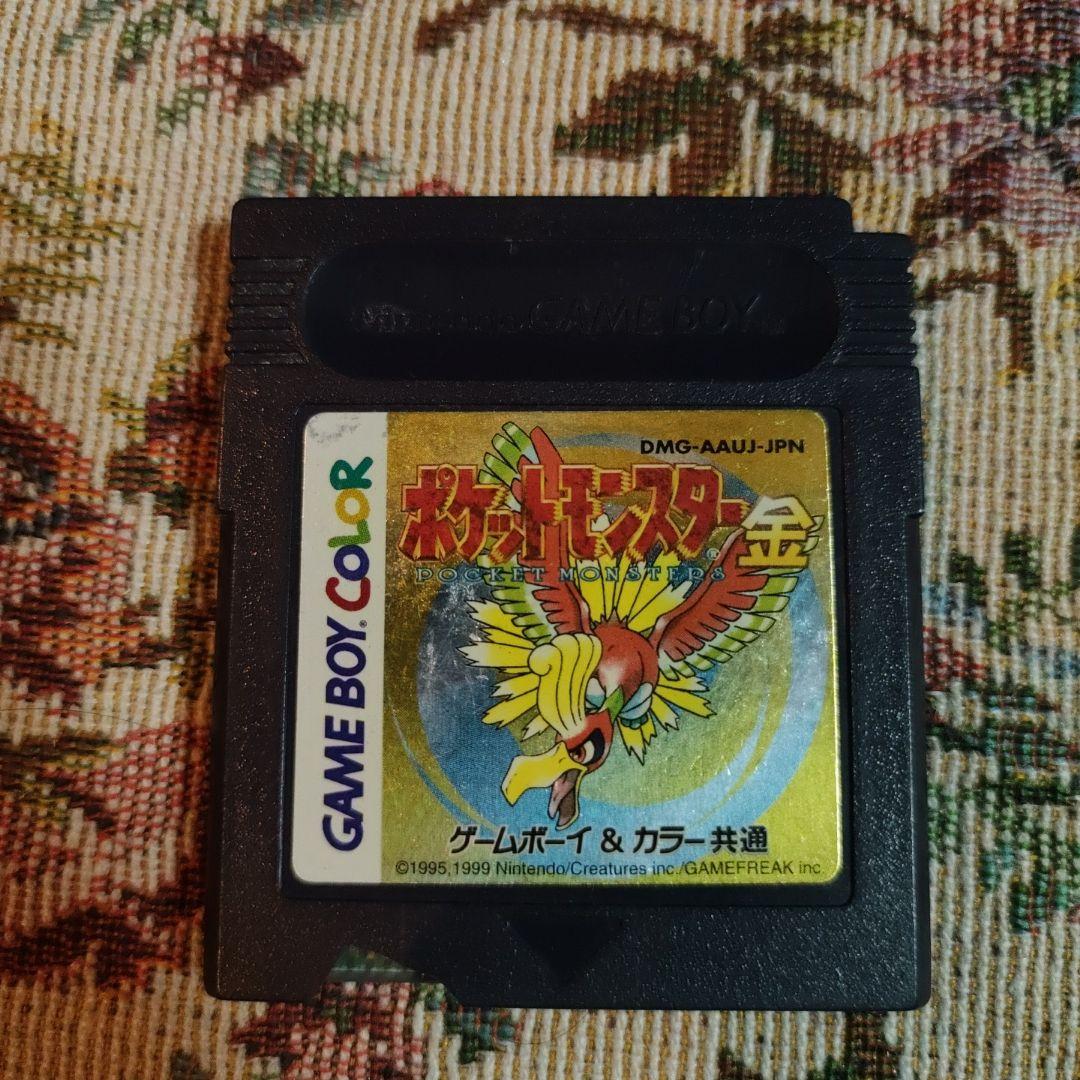 GAME BOY
GAME BOY COLOR
DMG-AAUJ-JPN
ポケットモンスター 金
POCKET MONSTERS
ゲームボーイ & カラー共通
©1995,1999 Nintendo/Creatures inc./GAMEFREAK inc.